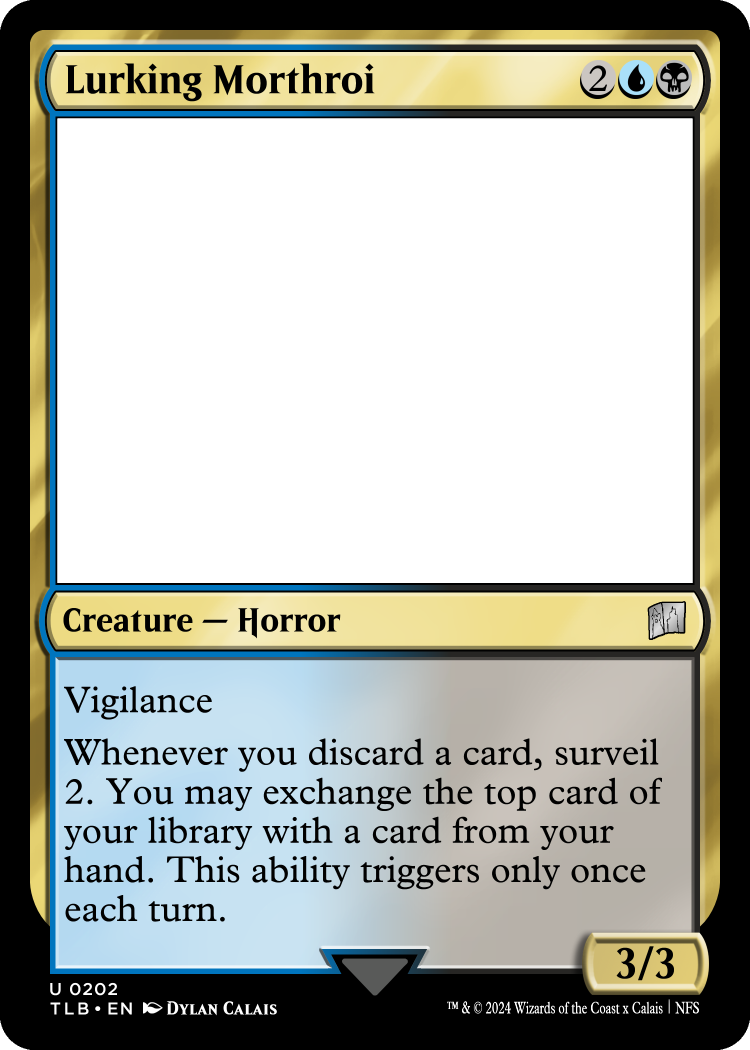 Lurking Morthroi 2
Creature — Horror
Vigilance
Whenever you discard a card, surveil
2. You may exchange the top card of
your library with a card from your
hand. This ability triggers only once
each turn.
3/3
U 0202
TLB • EN DYLAN CALAIS
™ & © 2024 Wizards of the Coast x Calais | NFS